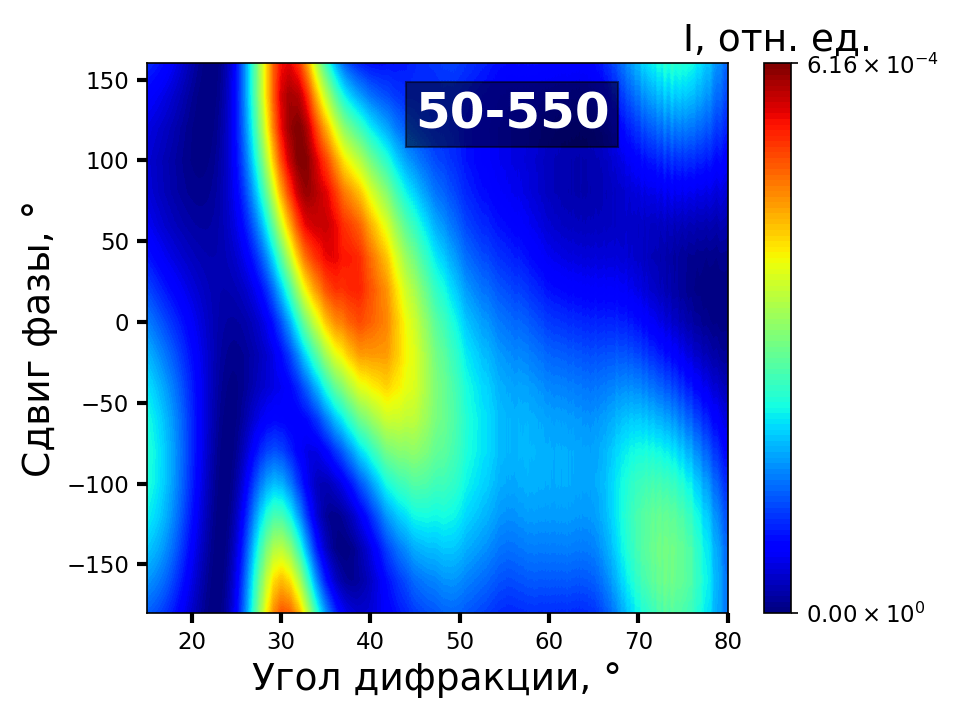 I, отн. ед.
6.16 × 10⁻⁴
50-550
150
100
50
0
−50
−100
−150
Сдвиг фазы, °
0.00 × 10⁰
20 30 40 50 60 70 80
Угол дифракции, °